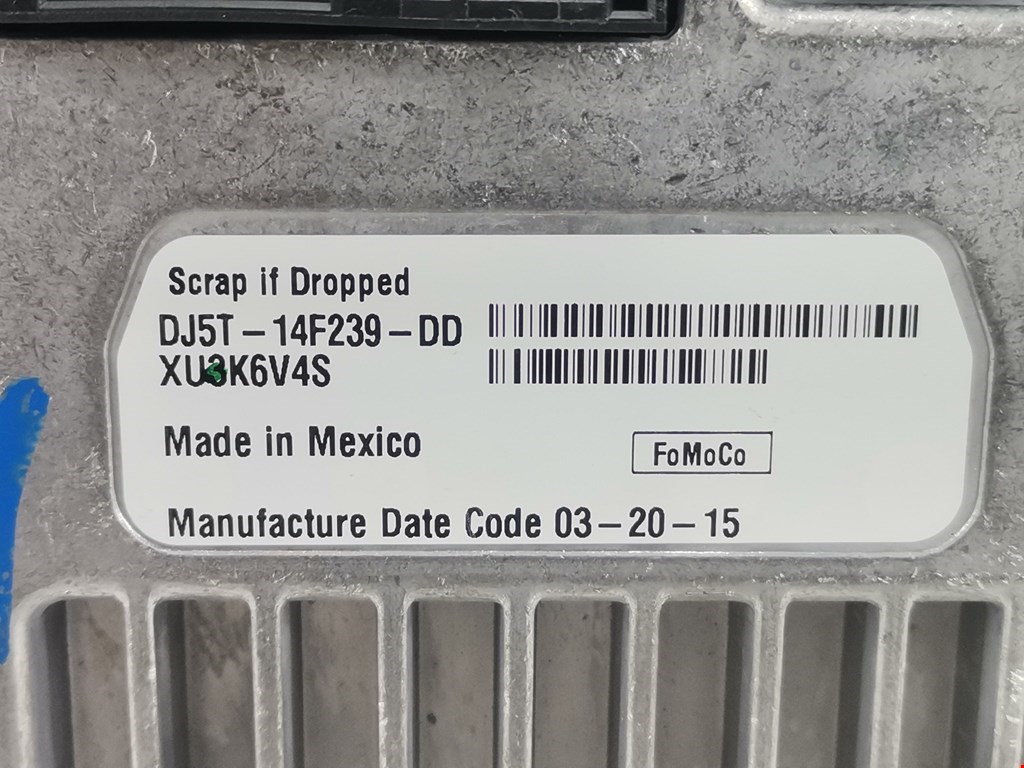 Scrap if Dropped
DJ5T-14F239-DD
XU3K6V4S
Made in Mexico
FoMoCo
Manufacture Date Code 03-20-15